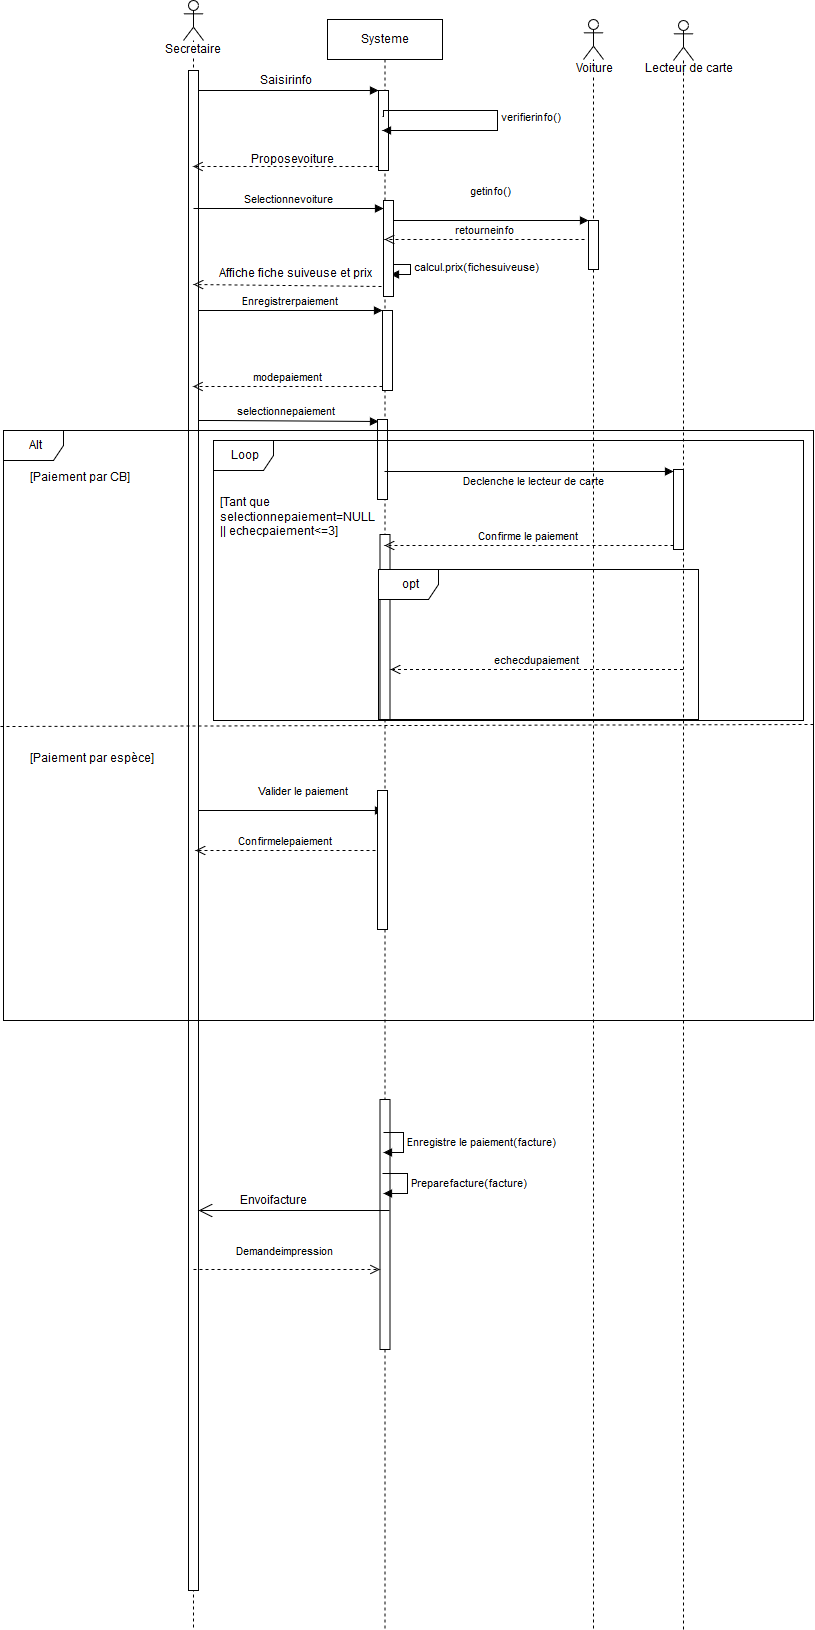 Secretaire
Systeme
Voiture
Lecteur de carte
Saisirinfo
verifierinfo()
Proposevoiture
getinfo()
Selectionnevoiture
retourneinfo
calcul.prix(fichesuiveuse)
Affiche fiche suiveuse et prix
Enregistrerpaiement
modepaiement
selectionnepaiement
Alt
Loop
[Paiement par CB]
Declenche le lecteur de carte
[Tant que
selectionnepaiement=NULL
|| echecpaiement<=3]
Confirme le paiement
opt
echecdupaiement
[Paiement par espèce]
Valider le paiement
Confirmelepaiement
Enregistre le paiement(facture)
Preparefacture(facture)
Envoifacture
Demandeimpression